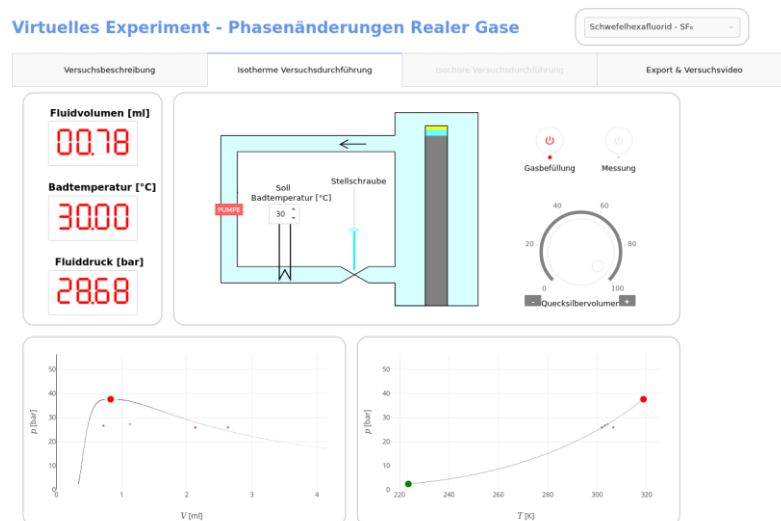 Virtuelles Experiment - Phasenänderungen Realer Gase
Schwefelhexafluorid - SF₆
Versuchsbeschreibung
Isotherme Versuchsdurchführung
Isochore Versuchsdurchführung
Export & Versuchsvideo
Fluidvolumen [ml]
00.78
Badtemperatur [°C]
30.00
Fluiddruck [bar]
28.68
Soll
Badtemperatur [°C]
30
Stellschraube
PUMPE
Gasbefüllung
Messung
40
60
20
80
0
100
-
Quecksilbervolumen
+
50
40
30
20
10
0
p [bar]
0
1
2
3
4
V [ml]
50
40
30
20
10
0
p [bar]
220
240
260
280
300
320
T [K]